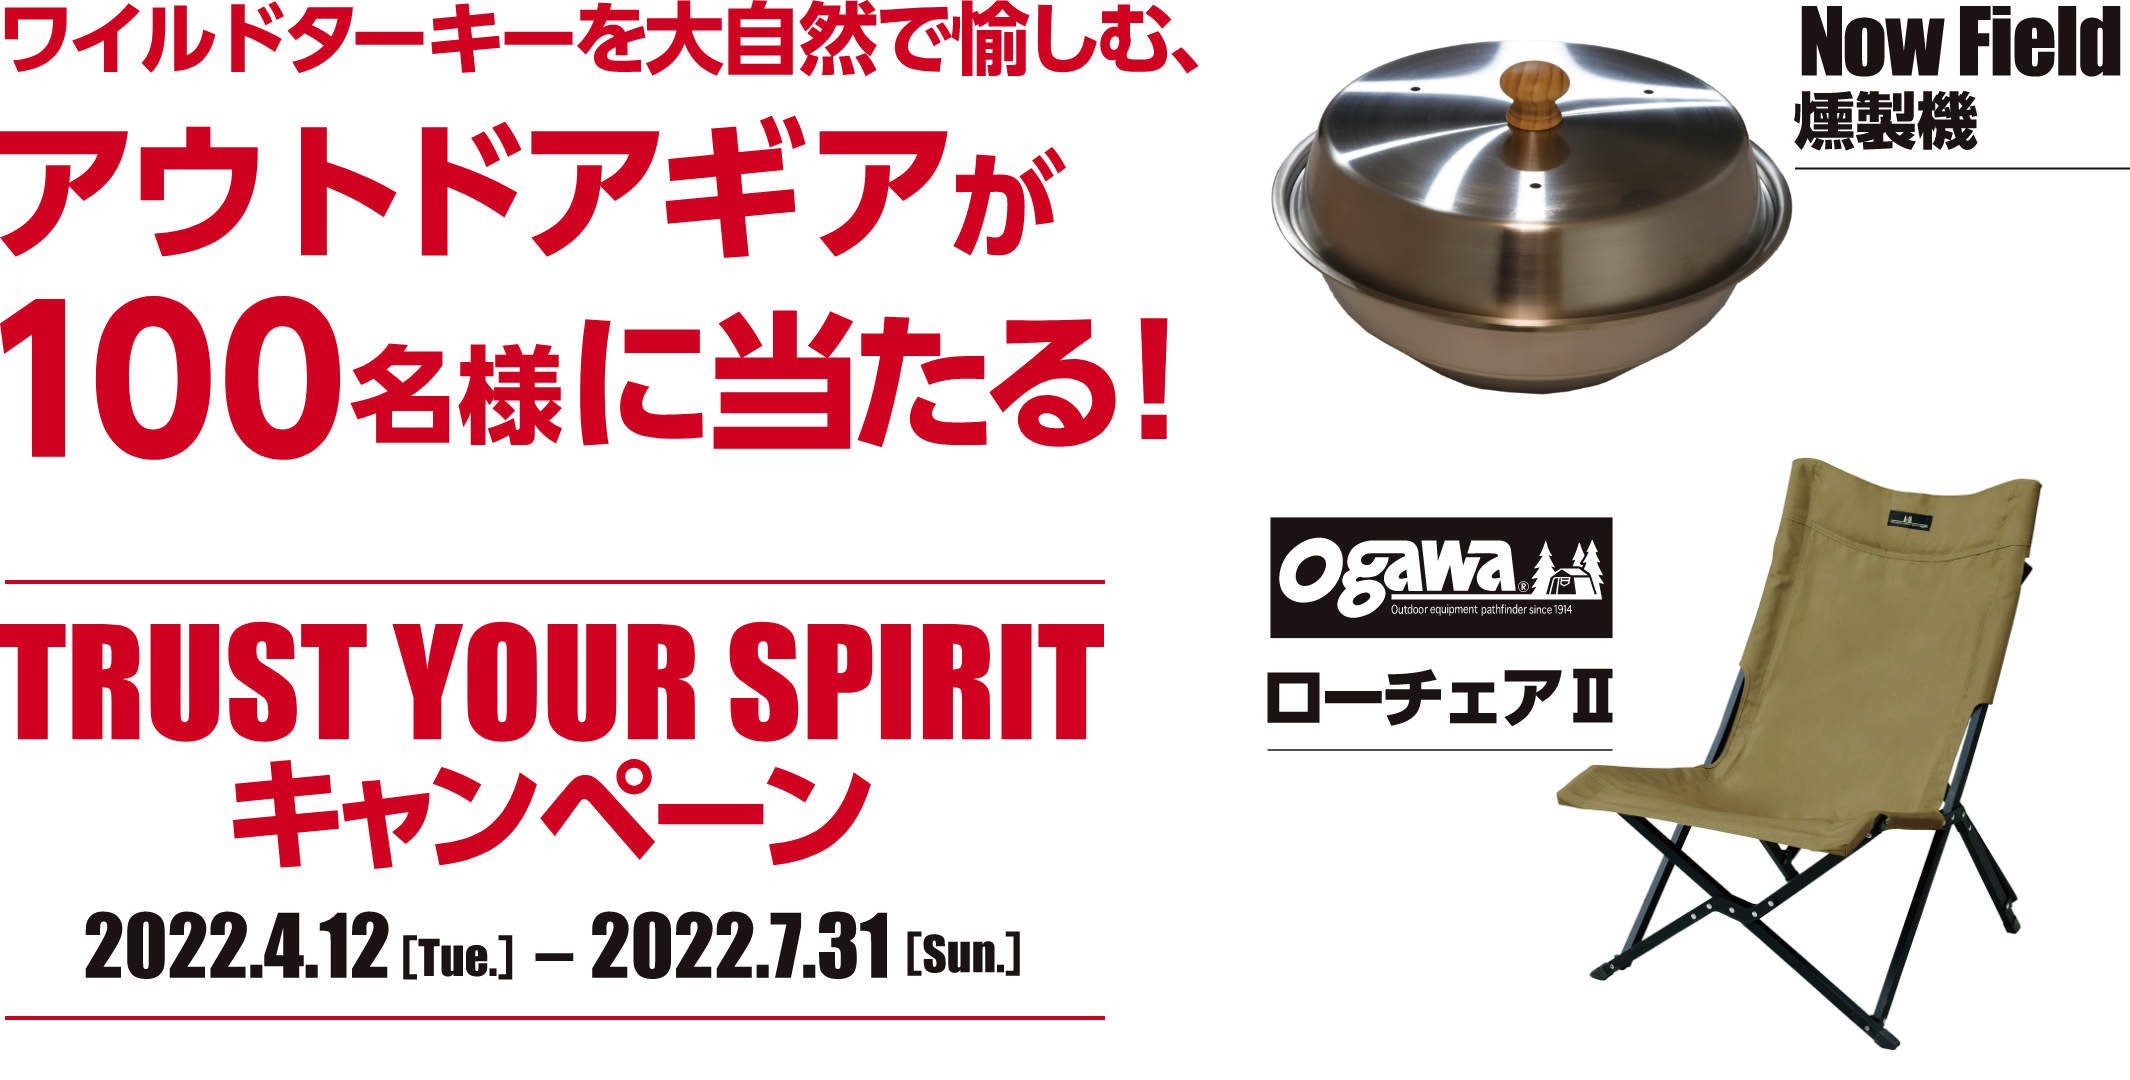 ワイルドターキーを大自然で愉しむ、
アウトドアギアが
100名様に当たる!
TRUST YOUR SPIRIT
キャンペーン
2022.4.12 [Tue.] – 2022.7.31 [Sun.]
Now Field
燻製機
ogawa®
Outdoor equipment pathfinder since 1914
ローチェアⅡ